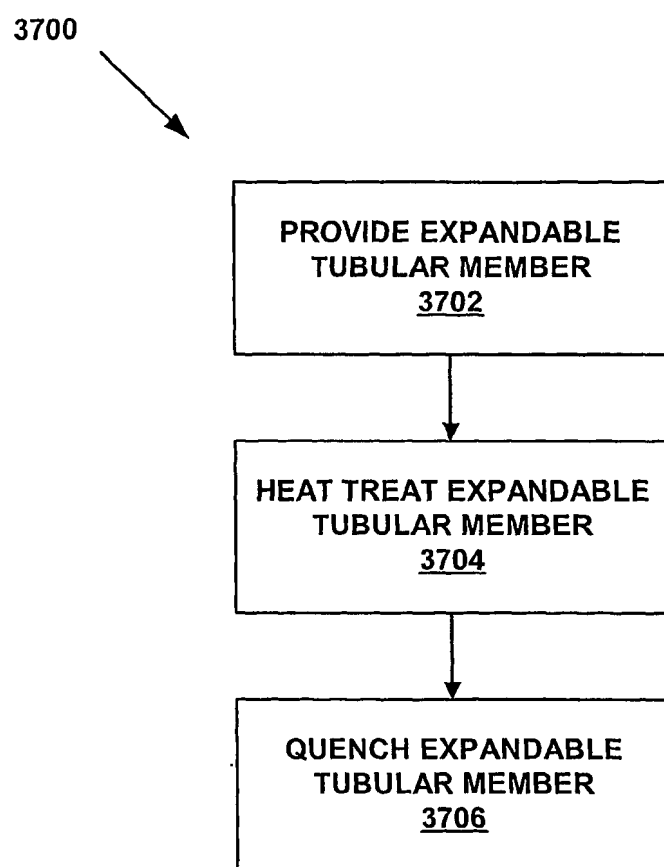 3700
PROVIDE EXPANDABLE
TUBULAR MEMBER
3702
HEAT TREAT EXPANDABLE
TUBULAR MEMBER
3704
QUENCH EXPANDABLE
TUBULAR MEMBER
3706